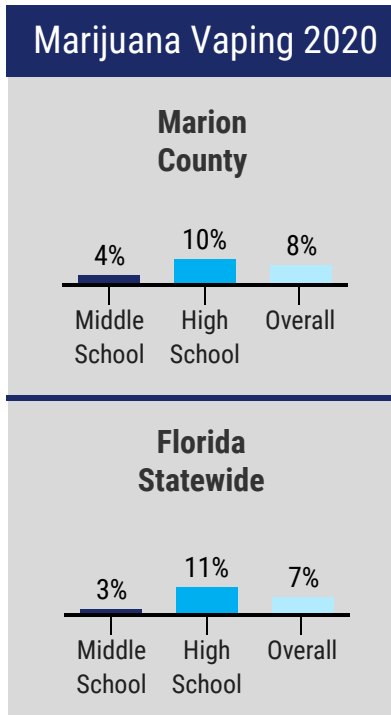 Marijuana Vaping 2020
Marion
County
4%
10%
8%
Middle
School
High
School
Overall
Florida
Statewide
3%
11%
7%
Middle
School
High
School
Overall